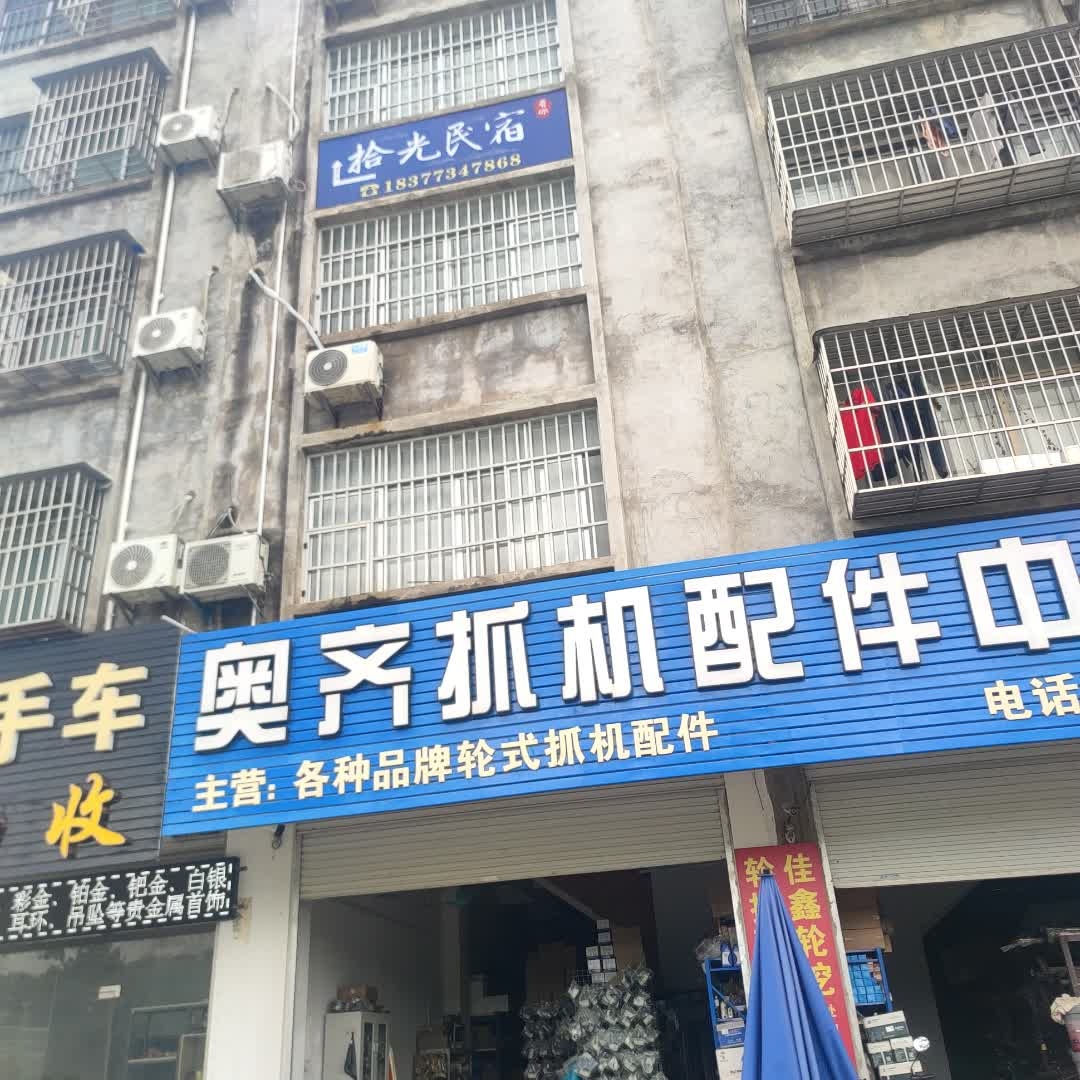 拾光民宿
☎18377347868
奥齐抓机配件中
主营：各种品牌轮式抓机配件
电话
手车
收
彩金、铂金、钯金、白银
耳环、吊坠等贵金属首饰
佳鑫轮挖
轮